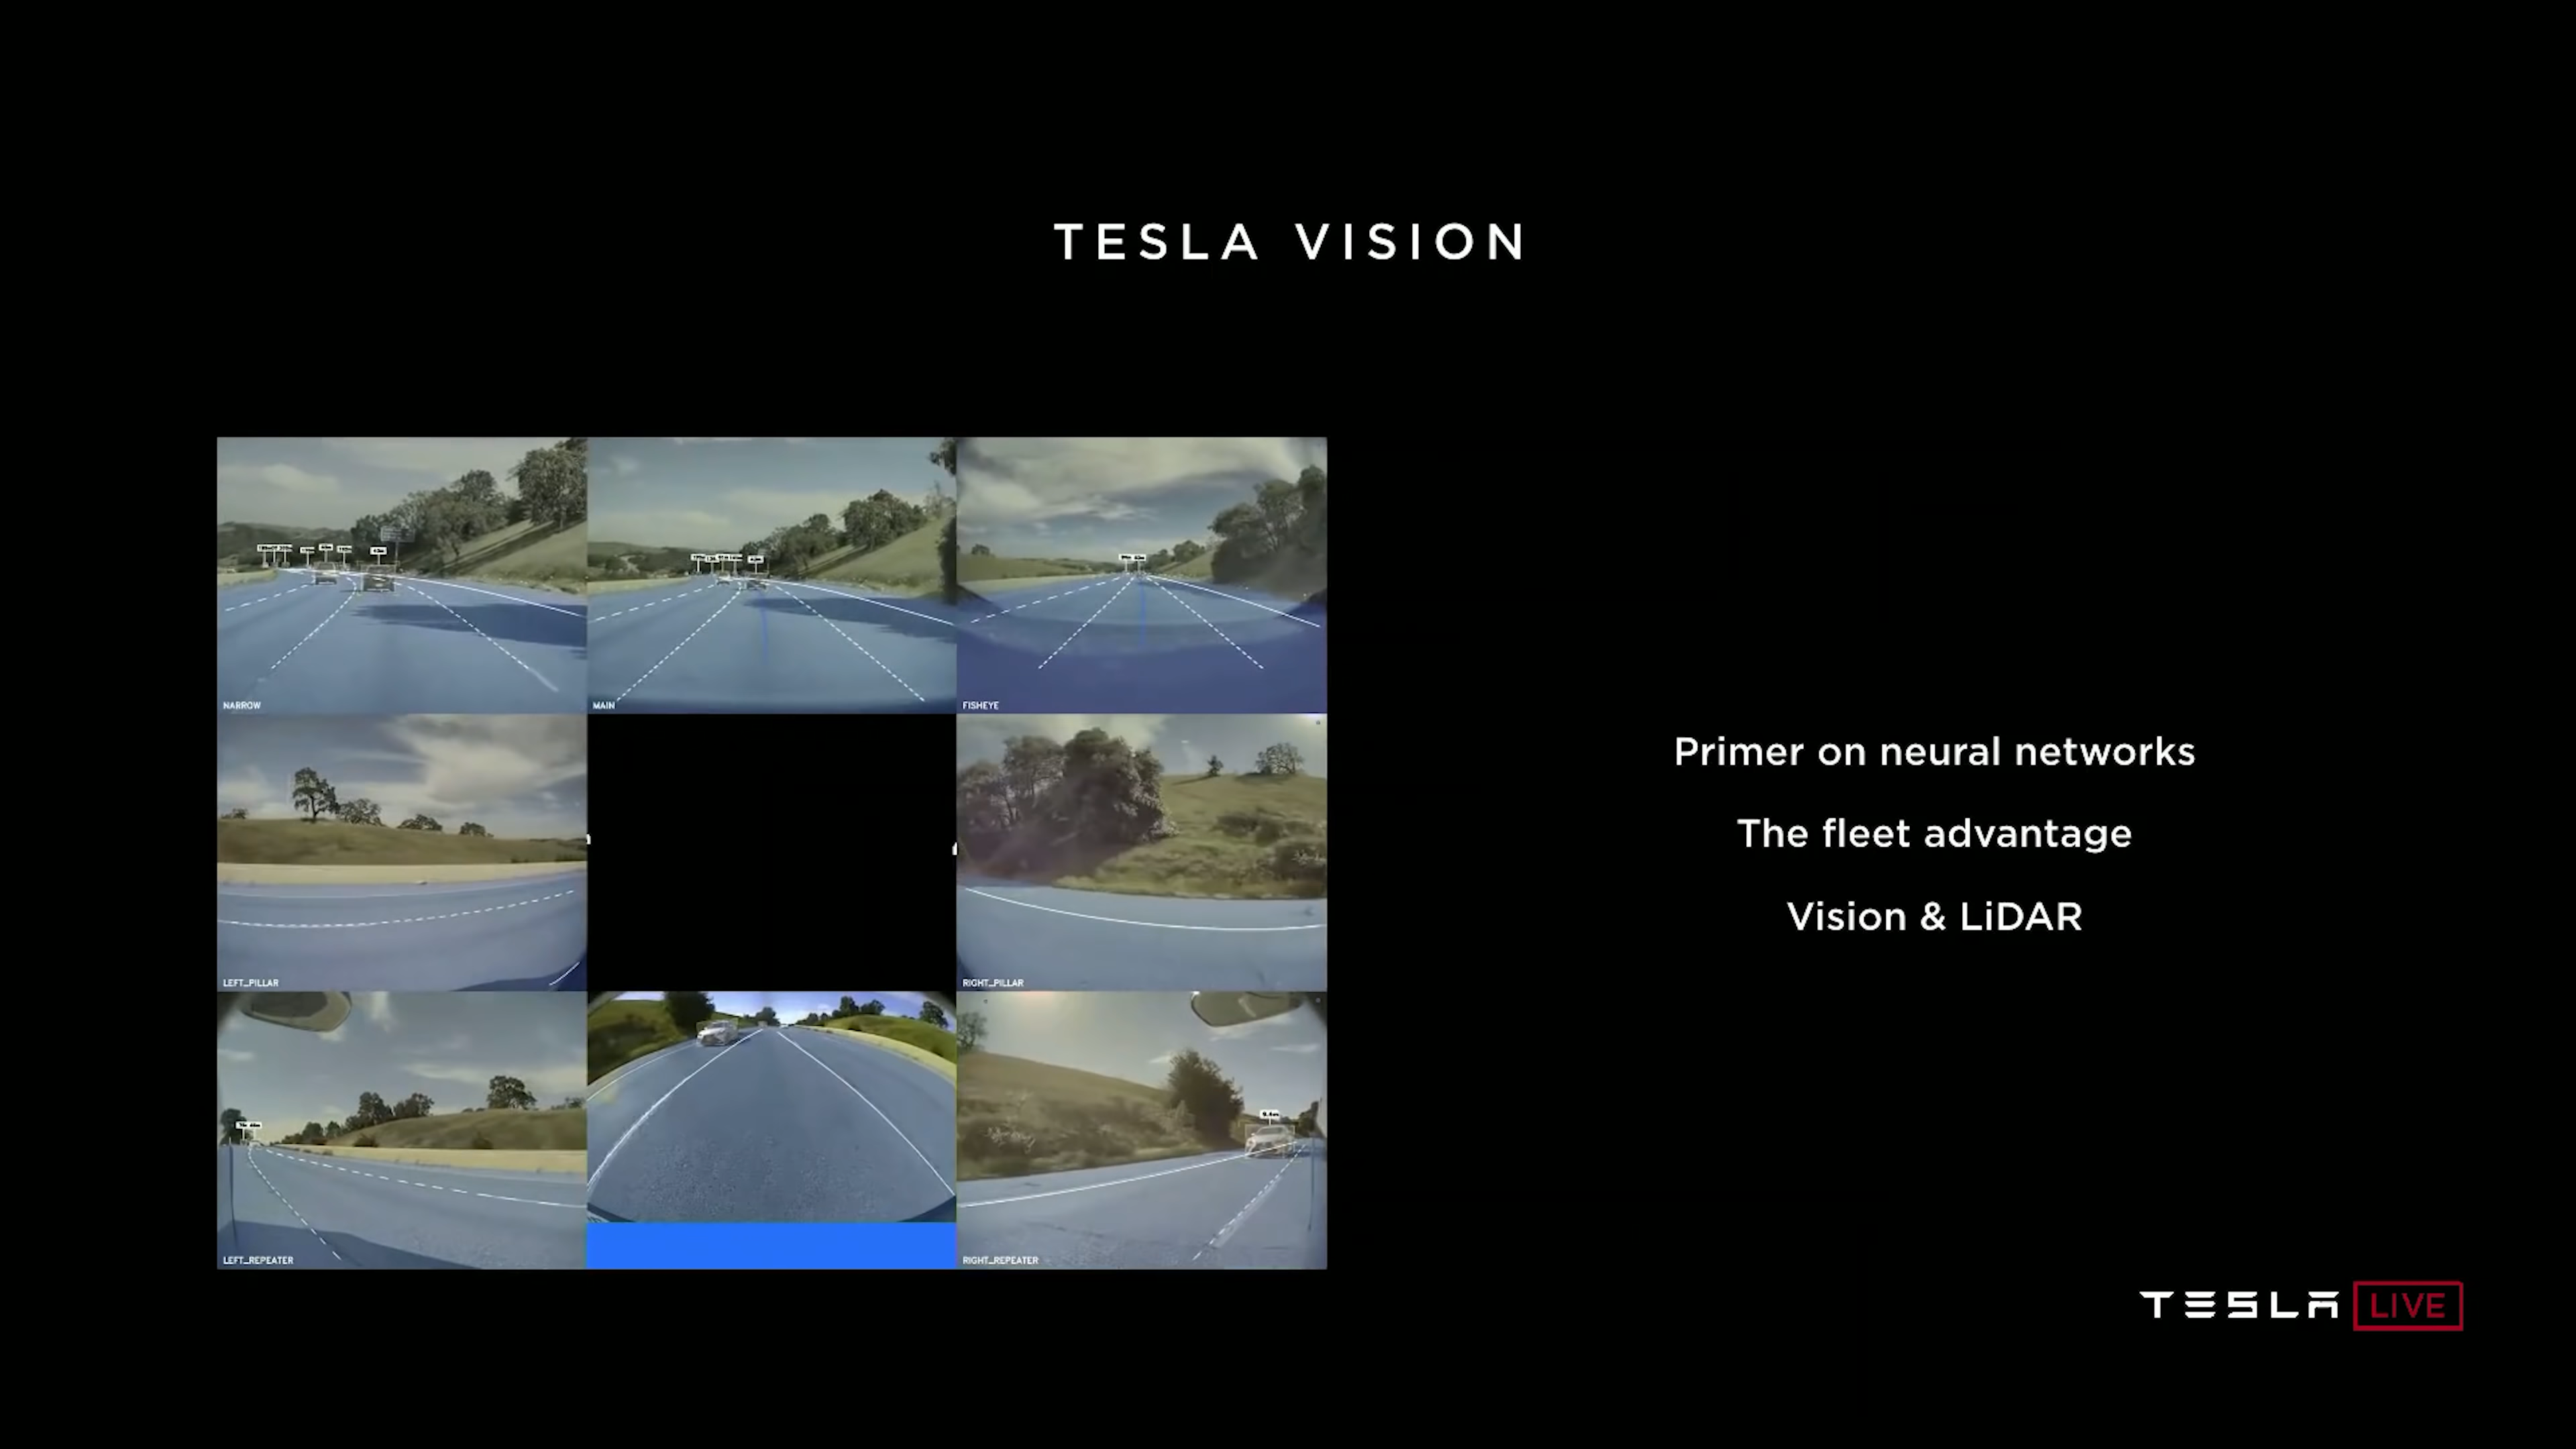 TESLA VISION
NARROW
MAIN
FISHEYE
LEFT_PILLAR
RIGHT_PILLAR
LEFT_REPEATER
RIGHT_REPEATER
Primer on neural networks
The fleet advantage
Vision & LiDAR
TESLA LIVE